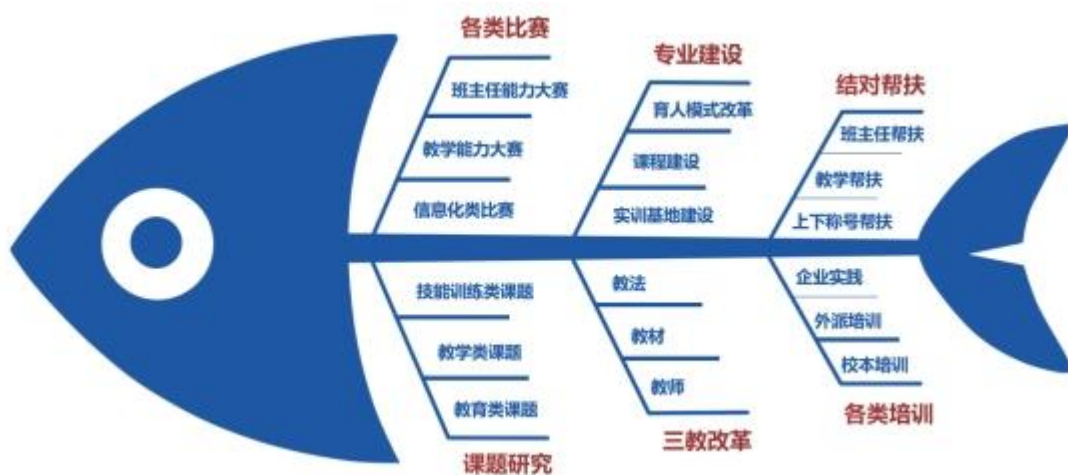 各类比赛
班主任能力大赛
教学能力大赛
信息化类比赛
专业建设
育人模式改革
课程建设
实训基地建设
结对帮扶
班主任帮扶
教学帮扶
上下称号帮扶
技能训练类课题
教学类课题
教育类课题
课题研究
教法
教材
教师
三教改革
企业实践
外派培训
校本培训
各类培训